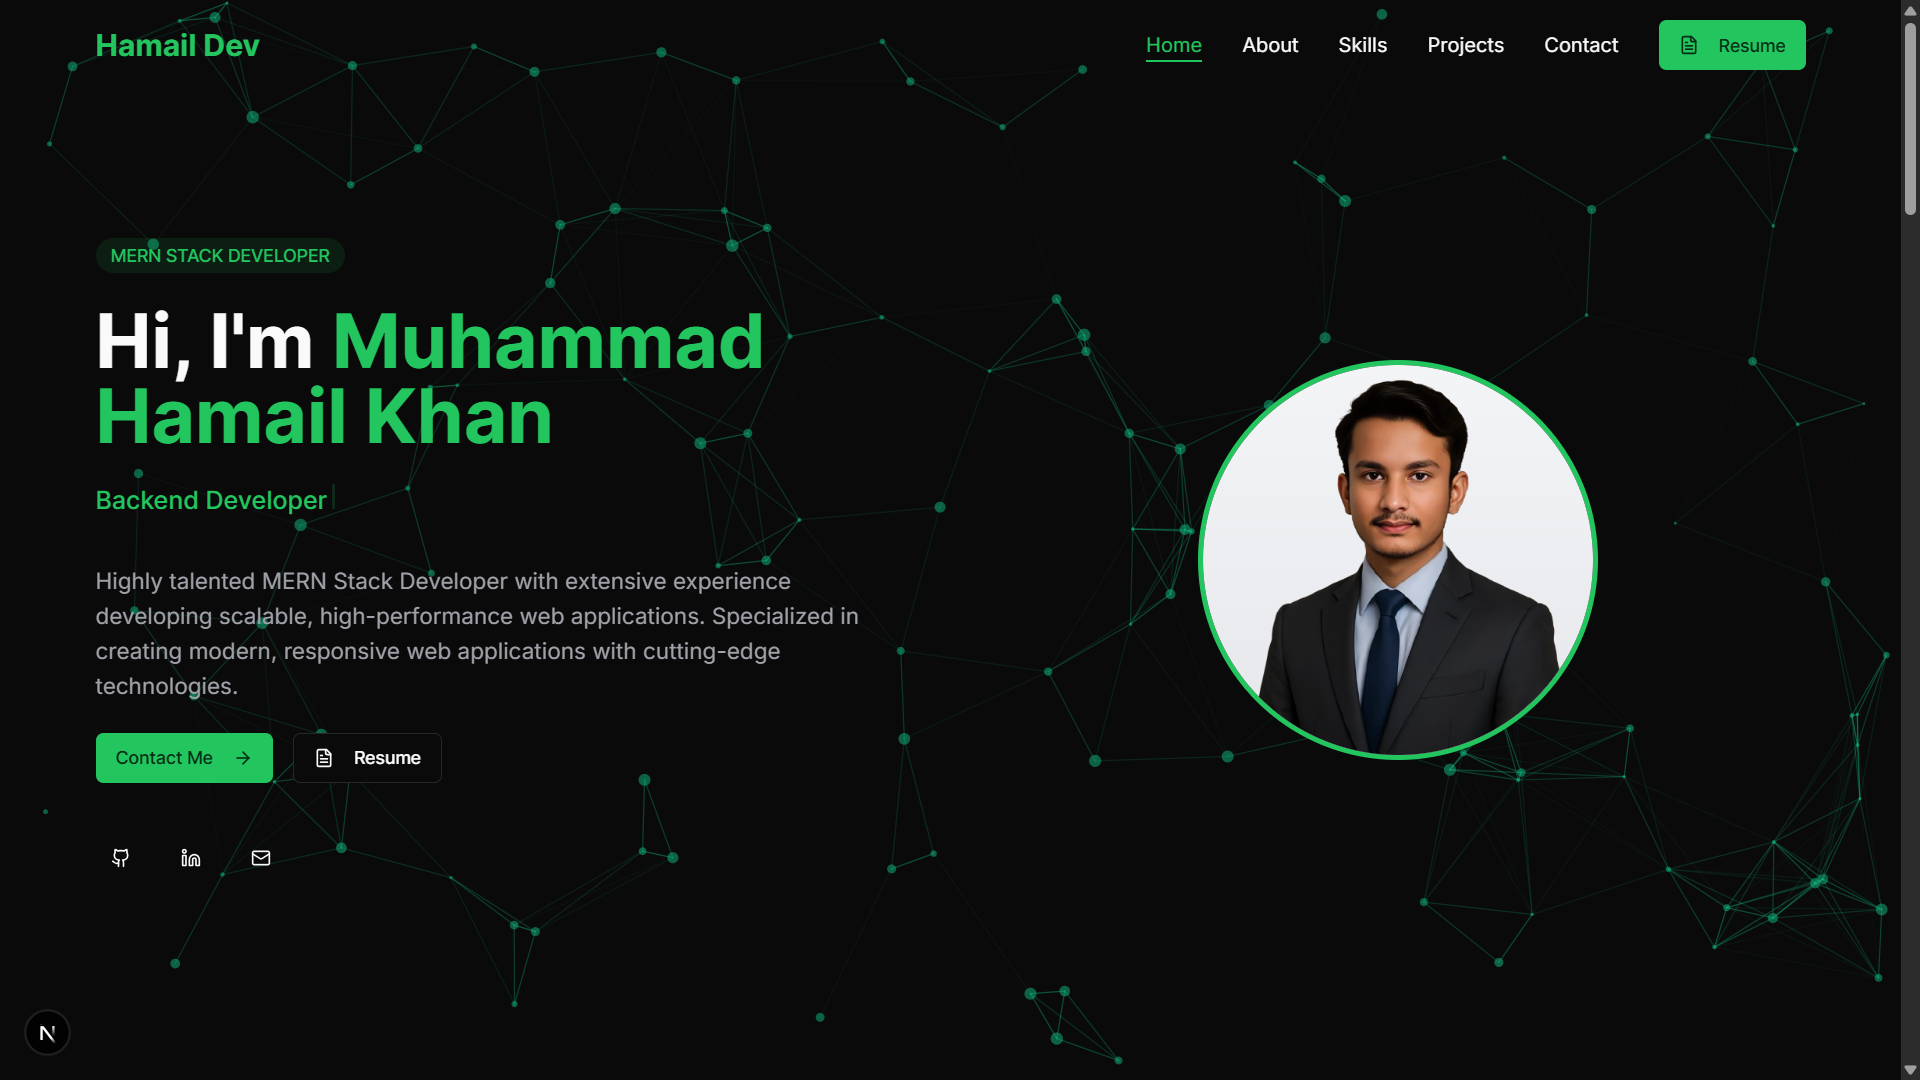 Hamail Dev
Home
About
Skills
Projects
Contact
Resume
MERN STACK DEVELOPER
Hi, I'm Muhammad
Hamail Khan
Backend Developer
Highly talented MERN Stack Developer with extensive experience
developing scalable, high-performance web applications. Specialized in
creating modern, responsive web applications with cutting-edge
technologies.
Contact Me
Resume